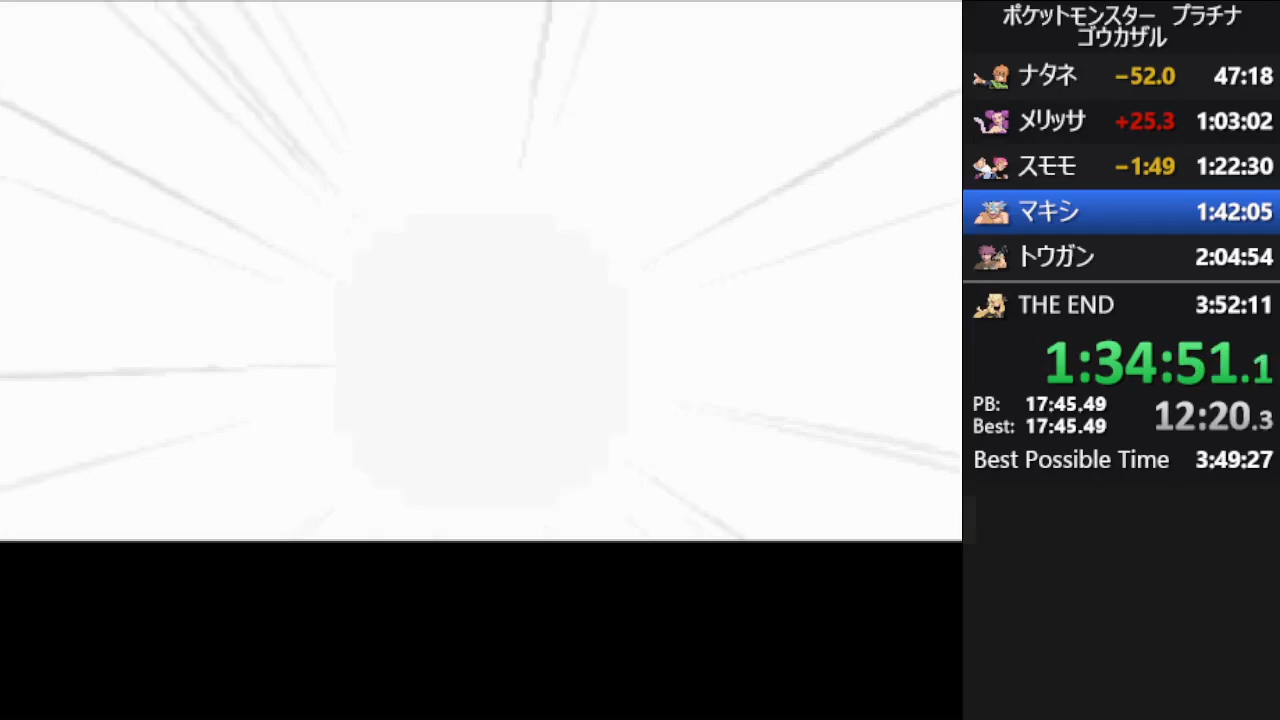 ポケットモンスター　プラチナ
ゴウカザル
ナタネ −52.0 47:18
メリッサ +25.3 1:03:02
スモモ −1:49 1:22:30
マキシ 1:42:05
トウガン 2:04:54
THE END 3:52:11
1:34:51.1
PB: 17:45.49 12:20.3
Best: 17:45.49
Best Possible Time 3:49:27